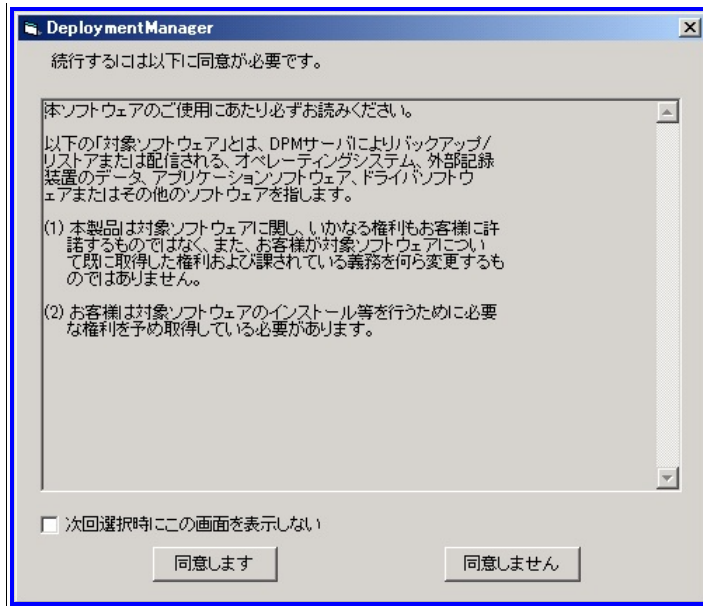 DeploymentManager
続行するには以下に同意が必要です。
本ソフトウェアのご使用にあたり必ずお読みください。
以下の「対象ソフトウェア」とは、DPMサーバによりバックアップ/
リストアまたは配信される、オペレーティングシステム、外部記録
装置のデータ、アプリケーションソフトウェア、ドライバソフトウ
ェアまたはその他のソフトウェアを指します。
(1) 本製品は対象ソフトウェアに関し、いかなる権利もお客様に許
諾するものではなく、また、お客様が対象ソフトウェアについ
て既に取得した権利および課されている義務を何ら変更するも
のではありません。
(2) お客様は対象ソフトウェアのインストール等を行うために必要
な権利を予め取得している必要があります。
次回選択時にこの画面を表示しない
同意します
同意しません